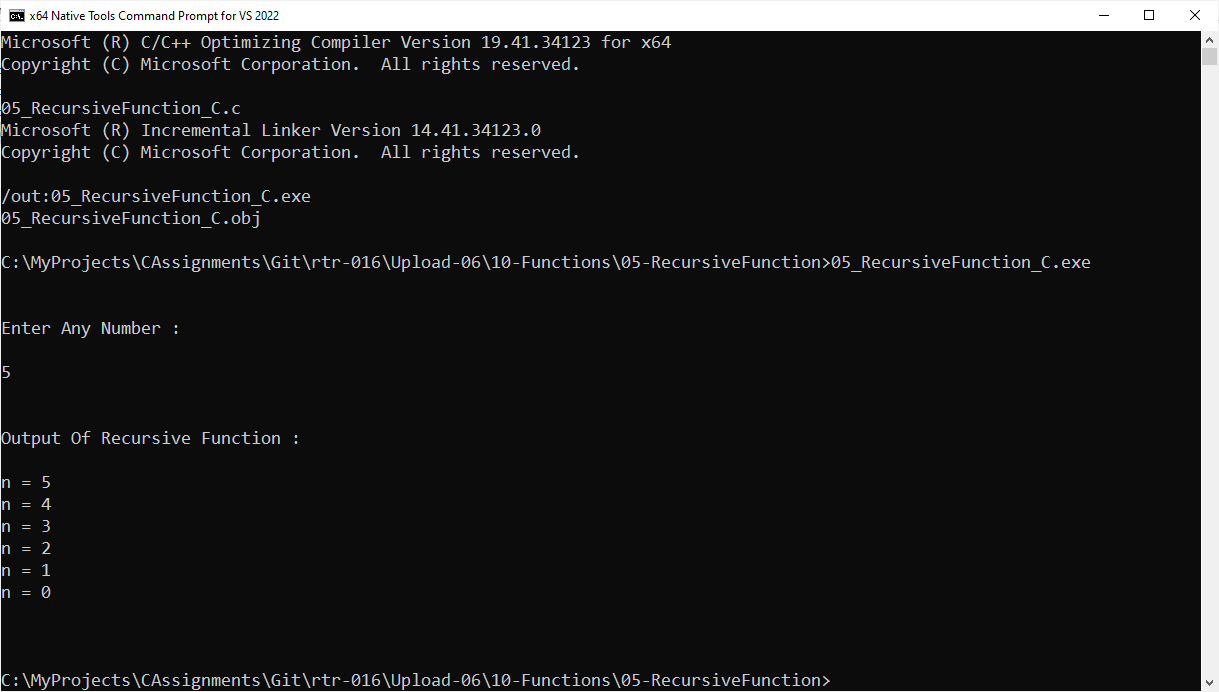 x64 Native Tools Command Prompt for VS 2022
Microsoft (R) C/C++ Optimizing Compiler Version 19.41.34123 for x64
Copyright (C) Microsoft Corporation.  All rights reserved.
05_RecursiveFunction_C.c
Microsoft (R) Incremental Linker Version 14.41.34123.0
Copyright (C) Microsoft Corporation.  All rights reserved.
/out:05_RecursiveFunction_C.exe
05_RecursiveFunction_C.obj
C:\MyProjects\CAssignments\Git\rtr-016\Upload-06\10-Functions\05-RecursiveFunction>05_RecursiveFunction_C.exe
Enter Any Number :
5
Output Of Recursive Function :
n = 5
n = 4
n = 3
n = 2
n = 1
n = 0
C:\MyProjects\CAssignments\Git\rtr-016\Upload-06\10-Functions\05-RecursiveFunction>